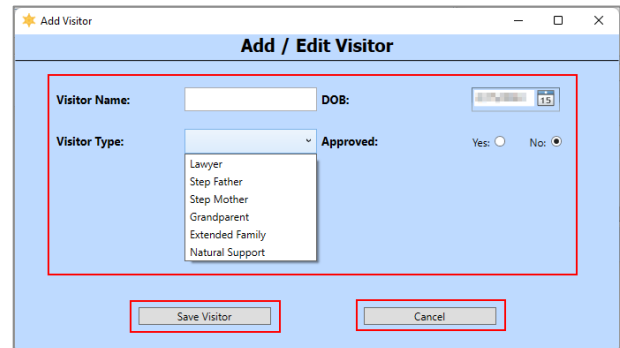 Add Visitor
Add / Edit Visitor
Visitor Name: DOB: 15
Visitor Type: Approved: Yes: No:
Lawyer
Step Father
Step Mother
Grandparent
Extended Family
Natural Support
Save Visitor Cancel